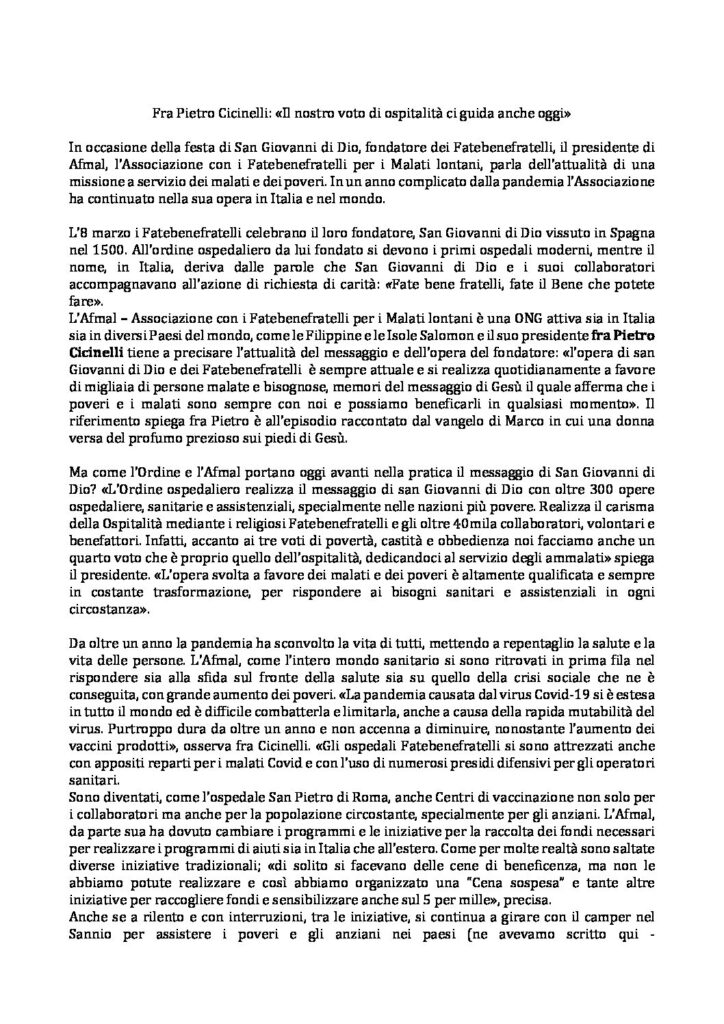 Fra Pietro Cicinelli: «Il nostro voto di ospitalità ci guida anche oggi»
In occasione della festa di San Giovanni di Dio, fondatore dei Fatebenefratelli, il presidente di
Afmal, l'Associazione con i Fatebenefratelli per i Malati lontani, parla dell'attualità di una
missione a servizio dei malati e dei poveri. In un anno complicato dalla pandemia l'Associazione
ha continuato nella sua opera in Italia e nel mondo.
L'8 marzo i Fatebenefratelli celebrano il loro fondatore, San Giovanni di Dio vissuto in Spagna
nel 1500. All'ordine ospedaliero da lui fondato si devono i primi ospedali moderni, mentre il
nome, in Italia, deriva dalle parole che San Giovanni di Dio e i suoi collaboratori
accompagnavano all'azione di richiesta di carità: «Fate bene fratelli, fate il Bene che potete
fare».
L'Afmal – Associazione con i Fatebenefratelli per i Malati lontani è una ONG attiva sia in Italia
sia in diversi Paesi del mondo, come le Filippine e le Isole Salomon e il suo presidente fra Pietro
Cicinelli tiene a precisare l'attualità del messaggio e dell'opera del fondatore: «l'opera di san
Giovanni di Dio e dei Fatebenefratelli è sempre attuale e si realizza quotidianamente a favore
di migliaia di persone malate e bisognose, memori del messaggio di Gesù il quale afferma che i
poveri e i malati sono sempre con noi e possiamo beneficarli in qualsiasi momento». Il
riferimento spiega fra Pietro è all'episodio raccontato dal vangelo di Marco in cui una donna
versa del profumo prezioso sui piedi di Gesù.
Ma come l'Ordine e l'Afmal portano oggi avanti nella pratica il messaggio di San Giovanni di
Dio? «L'Ordine ospedaliero realizza il messaggio di san Giovanni di Dio con oltre 300 opere
ospedaliere, sanitarie e assistenziali, specialmente nelle nazioni più povere. Realizza il carisma
della Ospitalità mediante i religiosi Fatebenefratelli e gli oltre 40mila collaboratori, volontari e
benefattori. Infatti, accanto ai tre voti di povertà, castità e obbedienza noi facciamo anche un
quarto voto che è proprio quello dell'ospitalità, dedicandoci al servizio degli ammalati» spiega
il presidente. «L'opera svolta a favore dei malati e dei poveri è altamente qualificata e sempre
in costante trasformazione, per rispondere ai bisogni sanitari e assistenziali in ogni
circostanza».
Da oltre un anno la pandemia ha sconvolto la vita di tutti, mettendo a repentaglio la salute e la
vita delle persone. L'Afmal, come l'intero mondo sanitario si sono ritrovati in prima fila nel
rispondere sia alla sfida sul fronte della salute sia su quello della crisi sociale che ne è
conseguita, con grande aumento dei poveri. «La pandemia causata dal virus Covid-19 si è estesa
in tutto il mondo ed è difficile combatterla e limitarla, anche a causa della rapida mutabilità del
virus. Purtroppo dura da oltre un anno e non accenna a diminuire, nonostante l'aumento dei
vaccini prodotti», osserva fra Cicinelli. «Gli ospedali Fatebenefratelli si sono attrezzati anche
con appositi reparti per i malati Covid e con l'uso di numerosi presidi difensivi per gli operatori
sanitari.
Sono diventati, come l'ospedale San Pietro di Roma, anche Centri di vaccinazione non solo per
i collaboratori ma anche per la popolazione circostante, specialmente per gli anziani. L'Afmal,
da parte sua ha dovuto cambiare i programmi e le iniziative per la raccolta dei fondi necessari
per realizzare i programmi di aiuti sia in Italia che all'estero. Come per molte realtà sono saltate
diverse iniziative tradizionali; «di solito si facevano delle cene di beneficenza, ma non le
abbiamo potute realizzare e così abbiamo organizzato una "Cena sospesa" e tante altre
iniziative per raccogliere fondi e sensibilizzare anche sul 5 per mille», precisa.
Anche se a rilento e con interruzioni, tra le iniziative, si continua a girare con il camper nel
Sannio per assistere i poveri e gli anziani nei paesi (ne avevamo scritto qui -